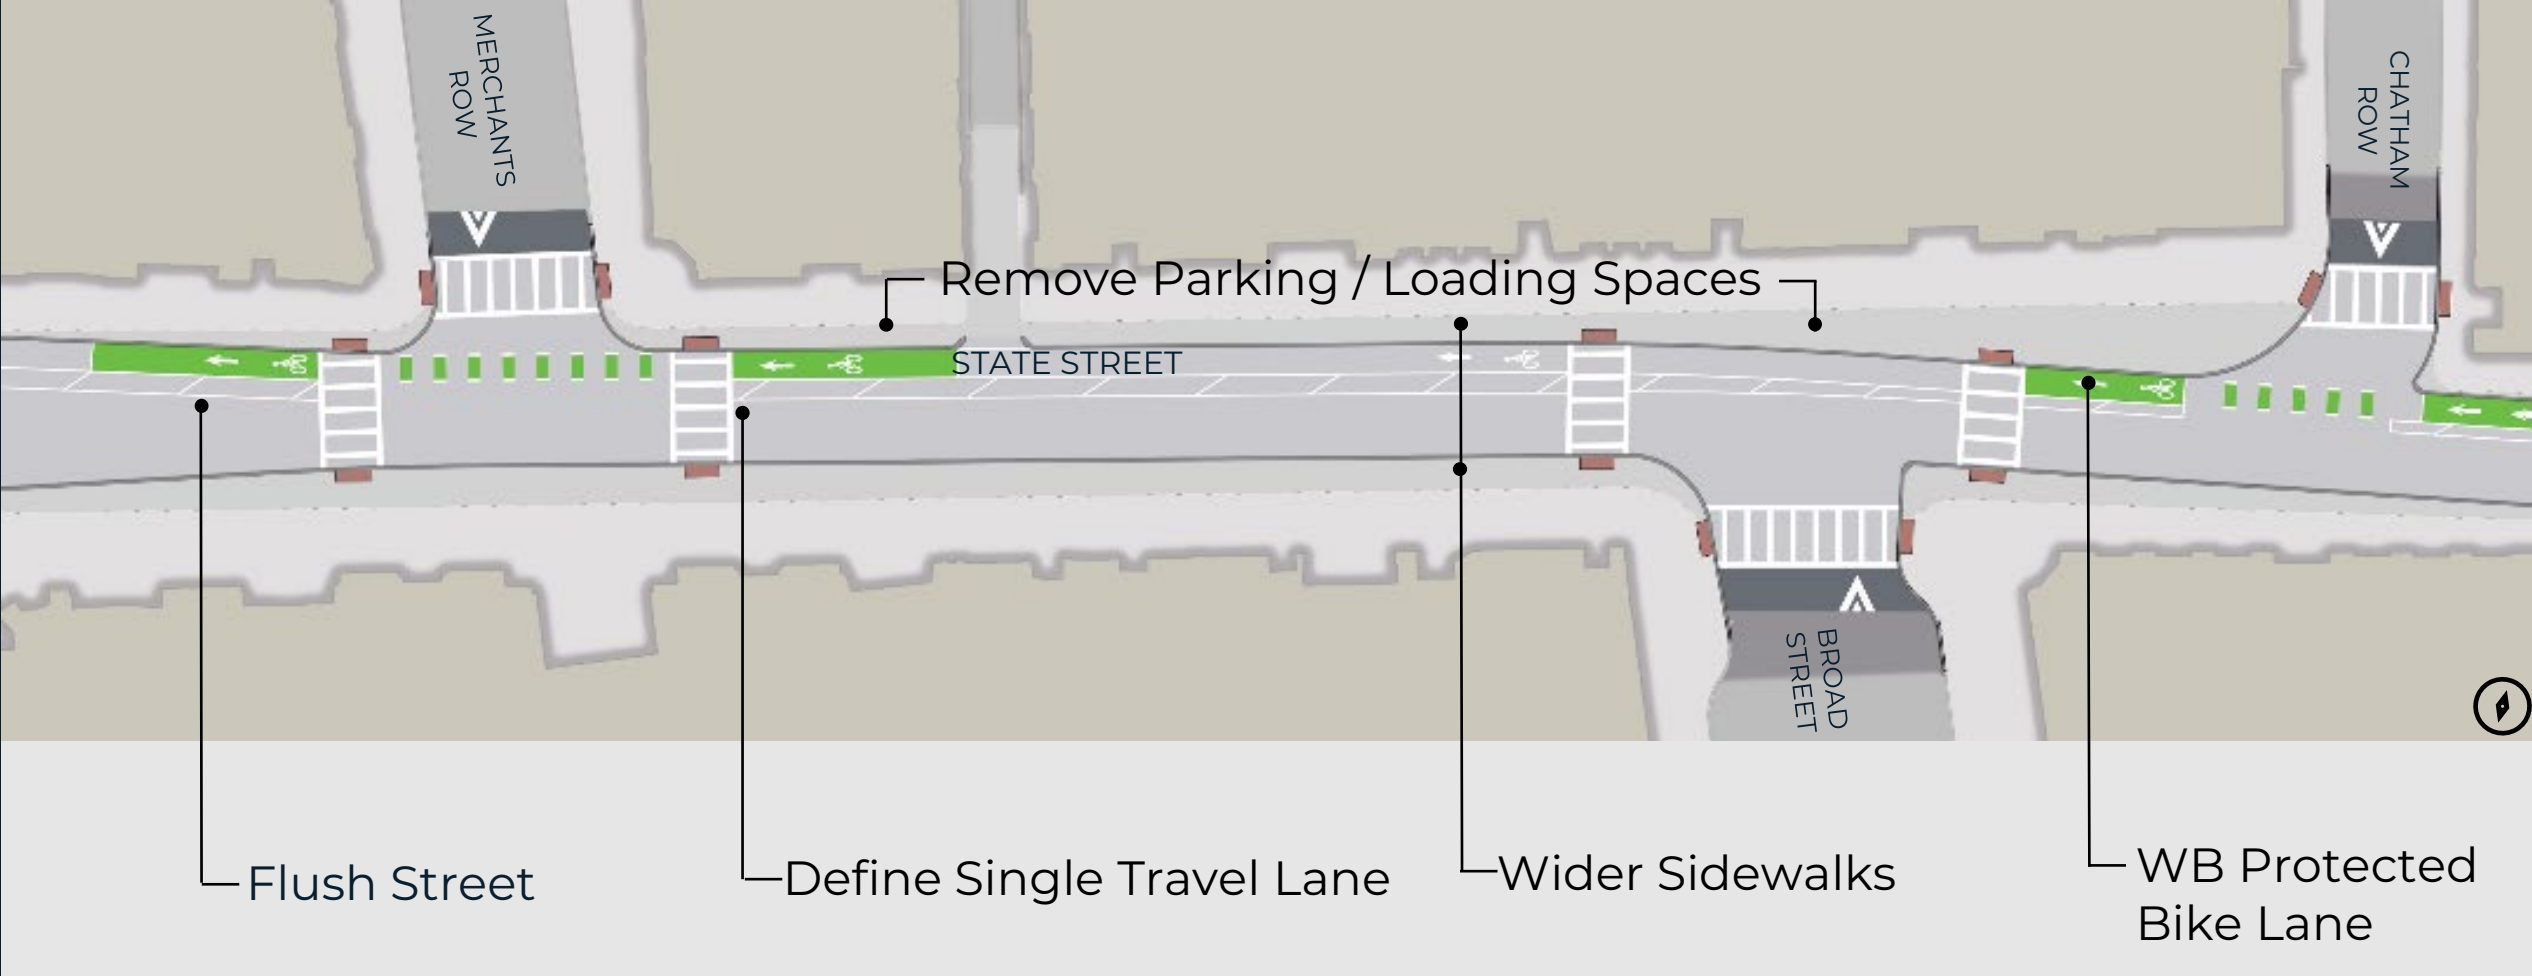 MERCHANTS
ROW
CHATHAM
ROW
Remove Parking / Loading Spaces
STATE STREET
BROAD
STREET
Flush Street
Define Single Travel Lane
Wider Sidewalks
WB Protected
Bike Lane